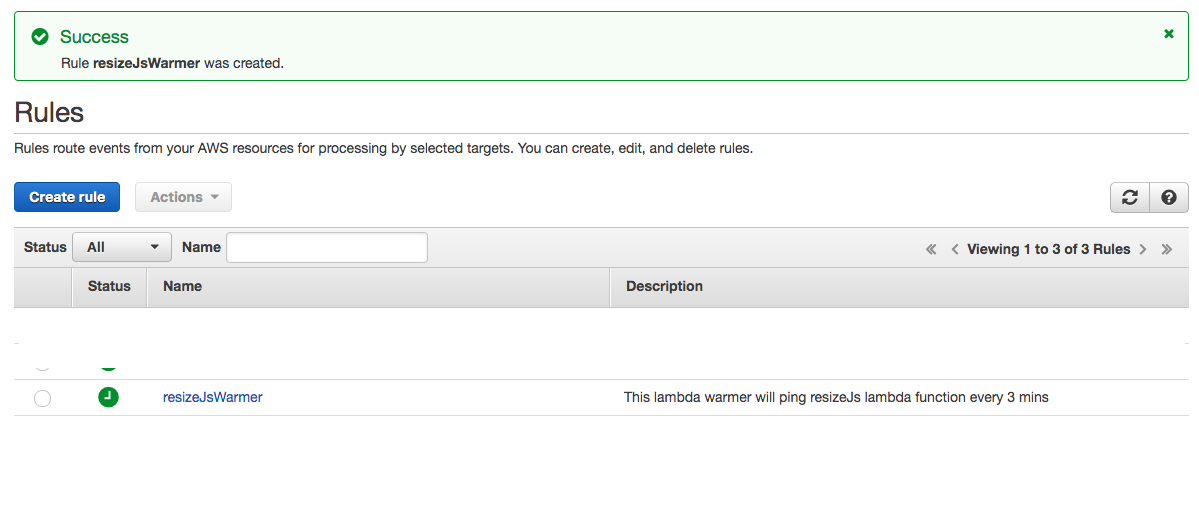 Success
Rule resizeJsWarmer was created.
Rules
Rules route events from your AWS resources for processing by selected targets. You can create, edit, and delete rules.
Create rule Actions
Status All Name Viewing 1 to 3 of 3 Rules
Status Name Description
resizeJsWarmer This lambda warmer will ping resizeJs lambda function every 3 mins